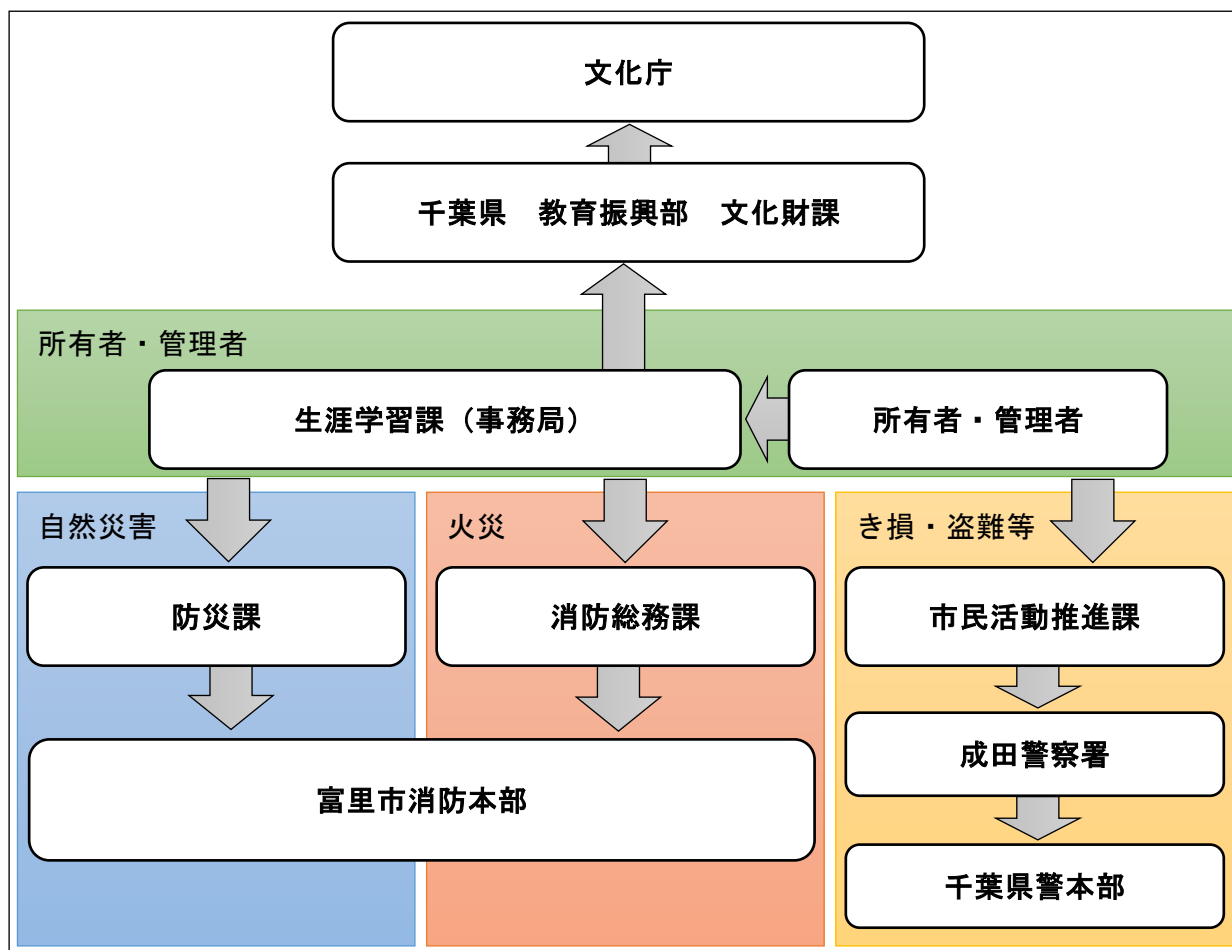 文化庁
千葉県　教育振興部　文化財課
所有者・管理者
生涯学習課（事務局）
所有者・管理者
自然災害
火災
き損・盗難等
防災課
消防総務課
市民活動推進課
富里市消防本部
成田警察署
千葉県警本部